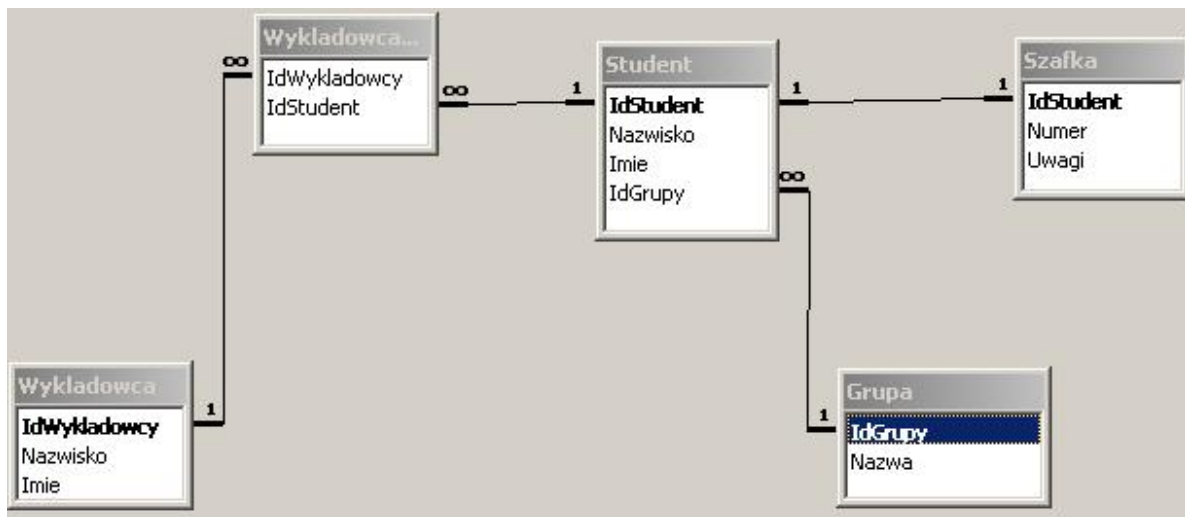 Wykladowca...
IdWykladowcy
IdStudent
∞
∞
1
Student
IdStudent
Nazwisko
Imie
IdGrupy
1
∞
1
Szafka
IdStudent
Numer
Uwagi
Wykladowca
IdWykladowcy
Nazwisko
Imie
1
1
Grupa
IdGrupy
Nazwa